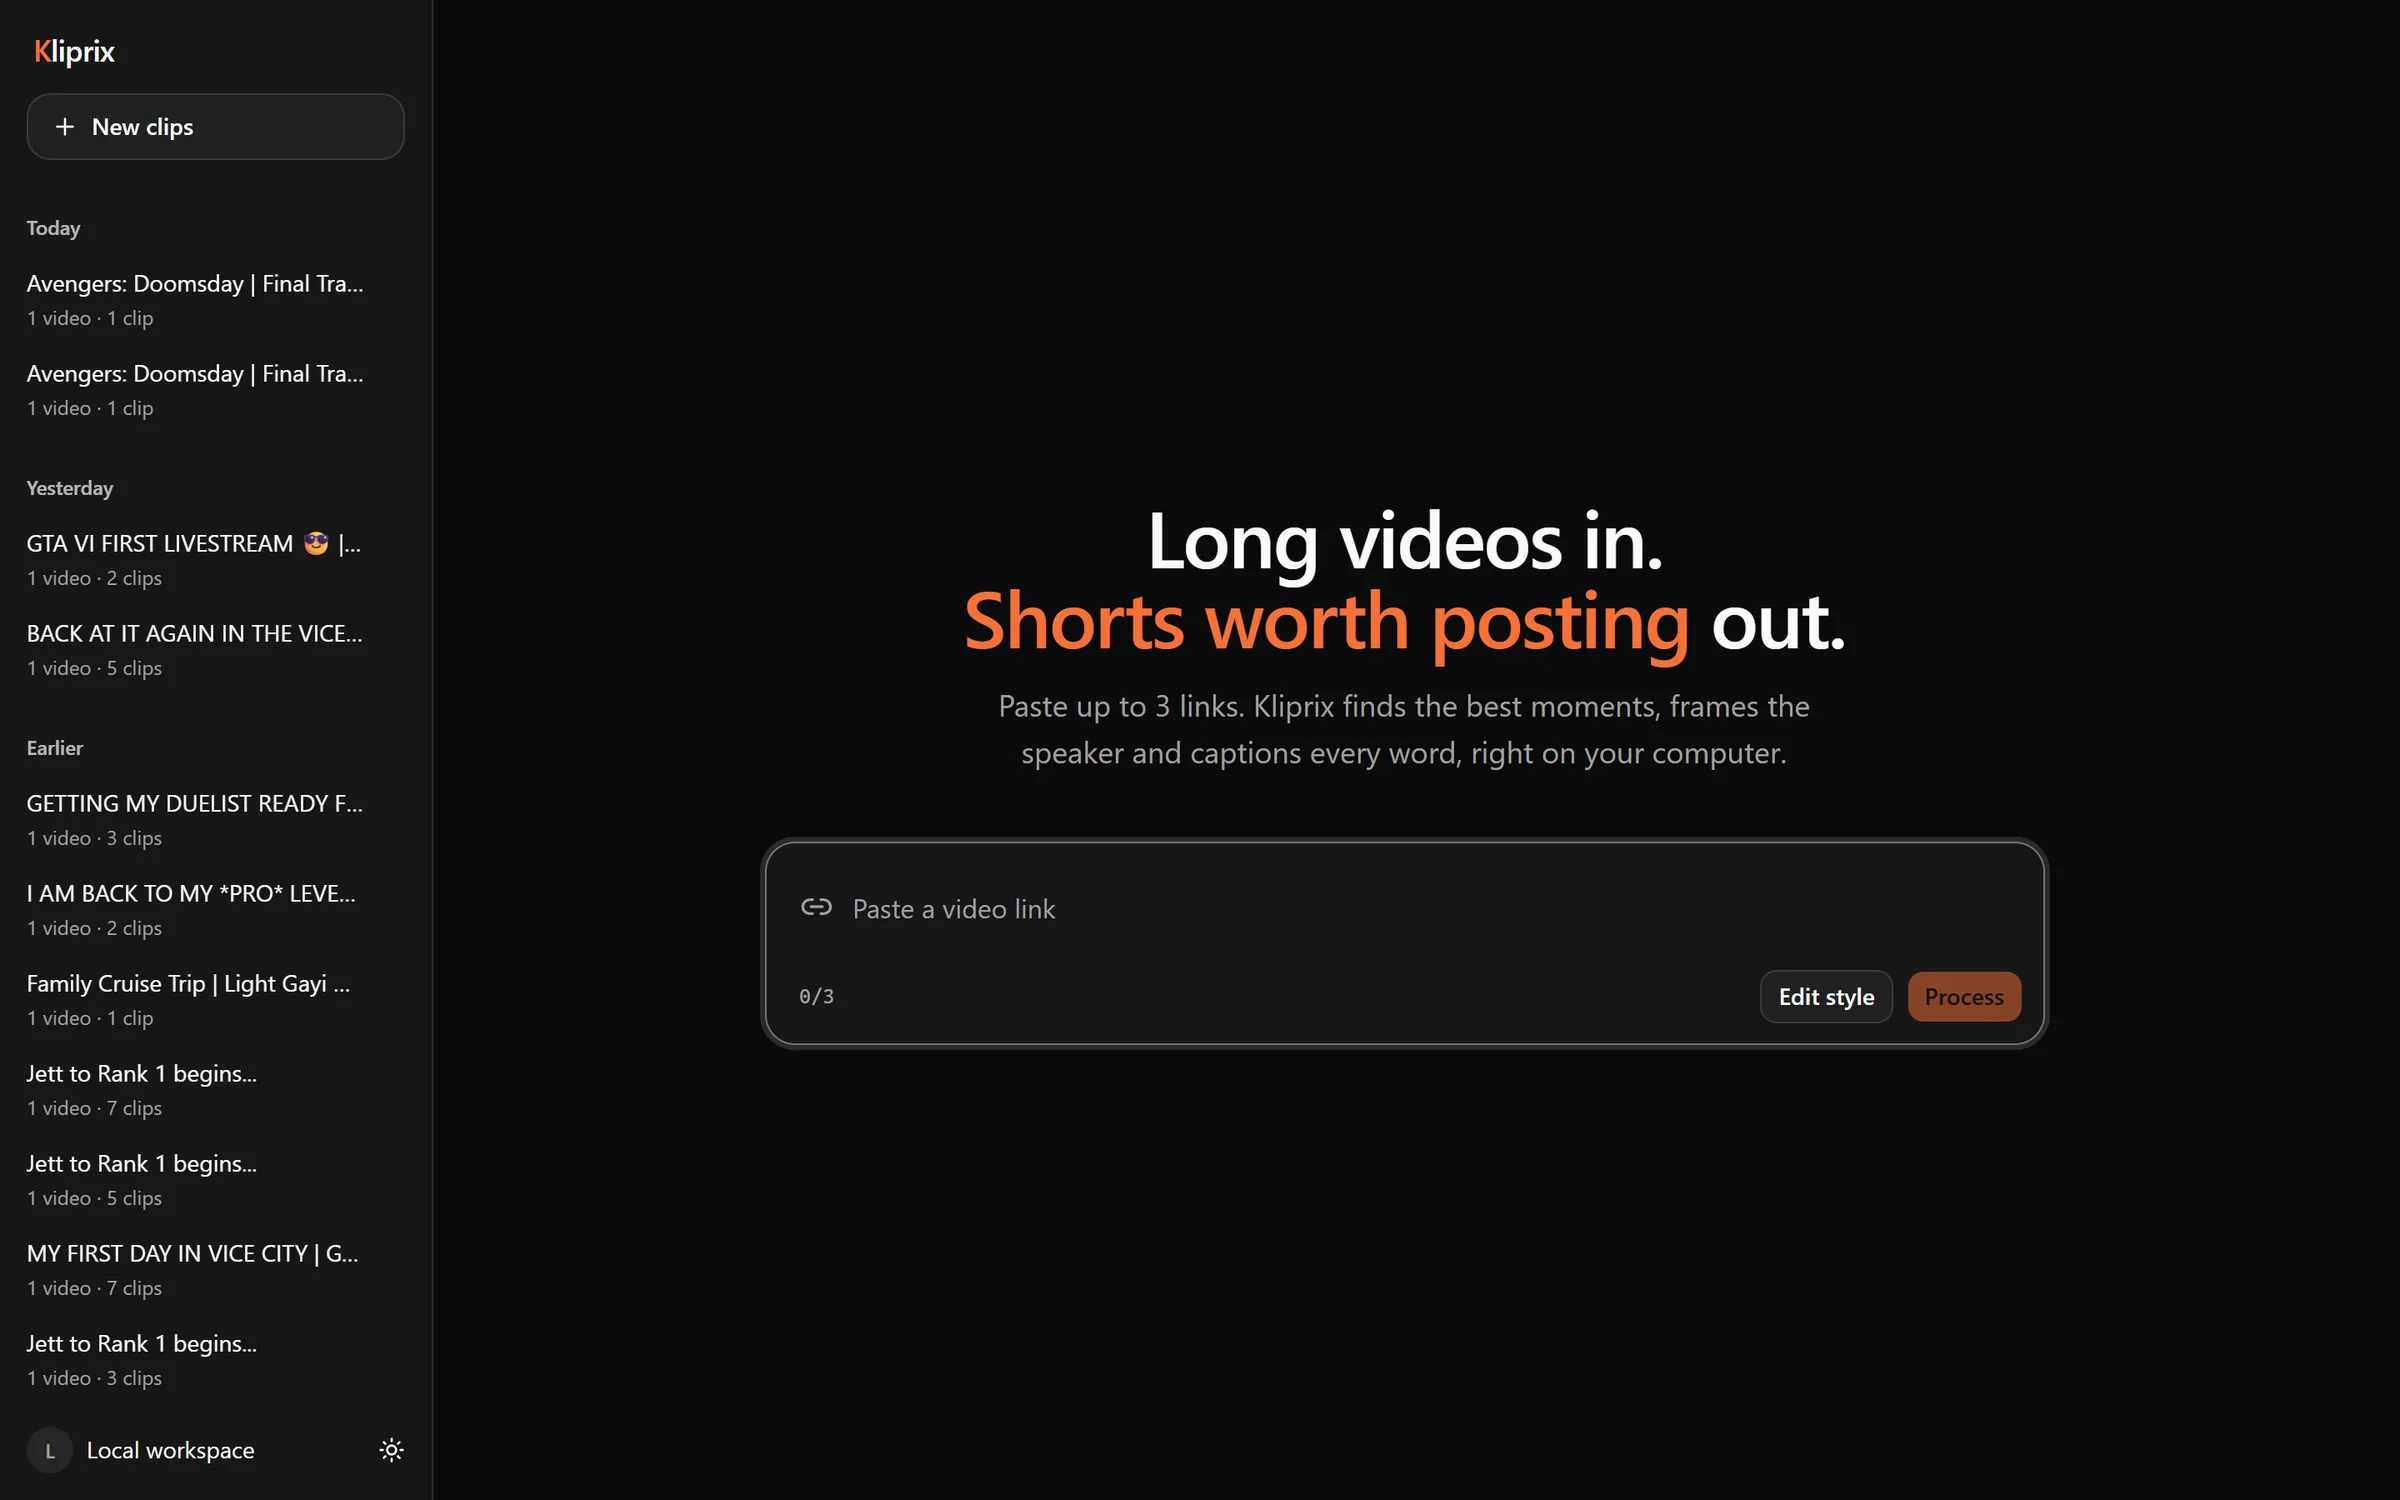 Kliprix
New clips
Today
Avengers: Doomsday | Final Tra...
1 video · 1 clip
Avengers: Doomsday | Final Tra...
1 video · 1 clip
Yesterday
GTA VI FIRST LIVESTREAM 😎 |...
1 video · 2 clips
BACK AT IT AGAIN IN THE VICE...
1 video · 5 clips
Earlier
GETTING MY DUELIST READY F...
1 video · 3 clips
I AM BACK TO MY *PRO* LEVE...
1 video · 2 clips
Family Cruise Trip | Light Gayi ...
1 video · 1 clip
Jett to Rank 1 begins...
1 video · 7 clips
Jett to Rank 1 begins...
1 video · 5 clips
MY FIRST DAY IN VICE CITY | G...
1 video · 7 clips
Jett to Rank 1 begins...
1 video · 3 clips
L Local workspace
Long videos in.
Shorts worth posting out.
Paste up to 3 links. Kliprix finds the best moments, frames the
speaker and captions every word, right on your computer.
Paste a video link
0/3
Edit style
Process